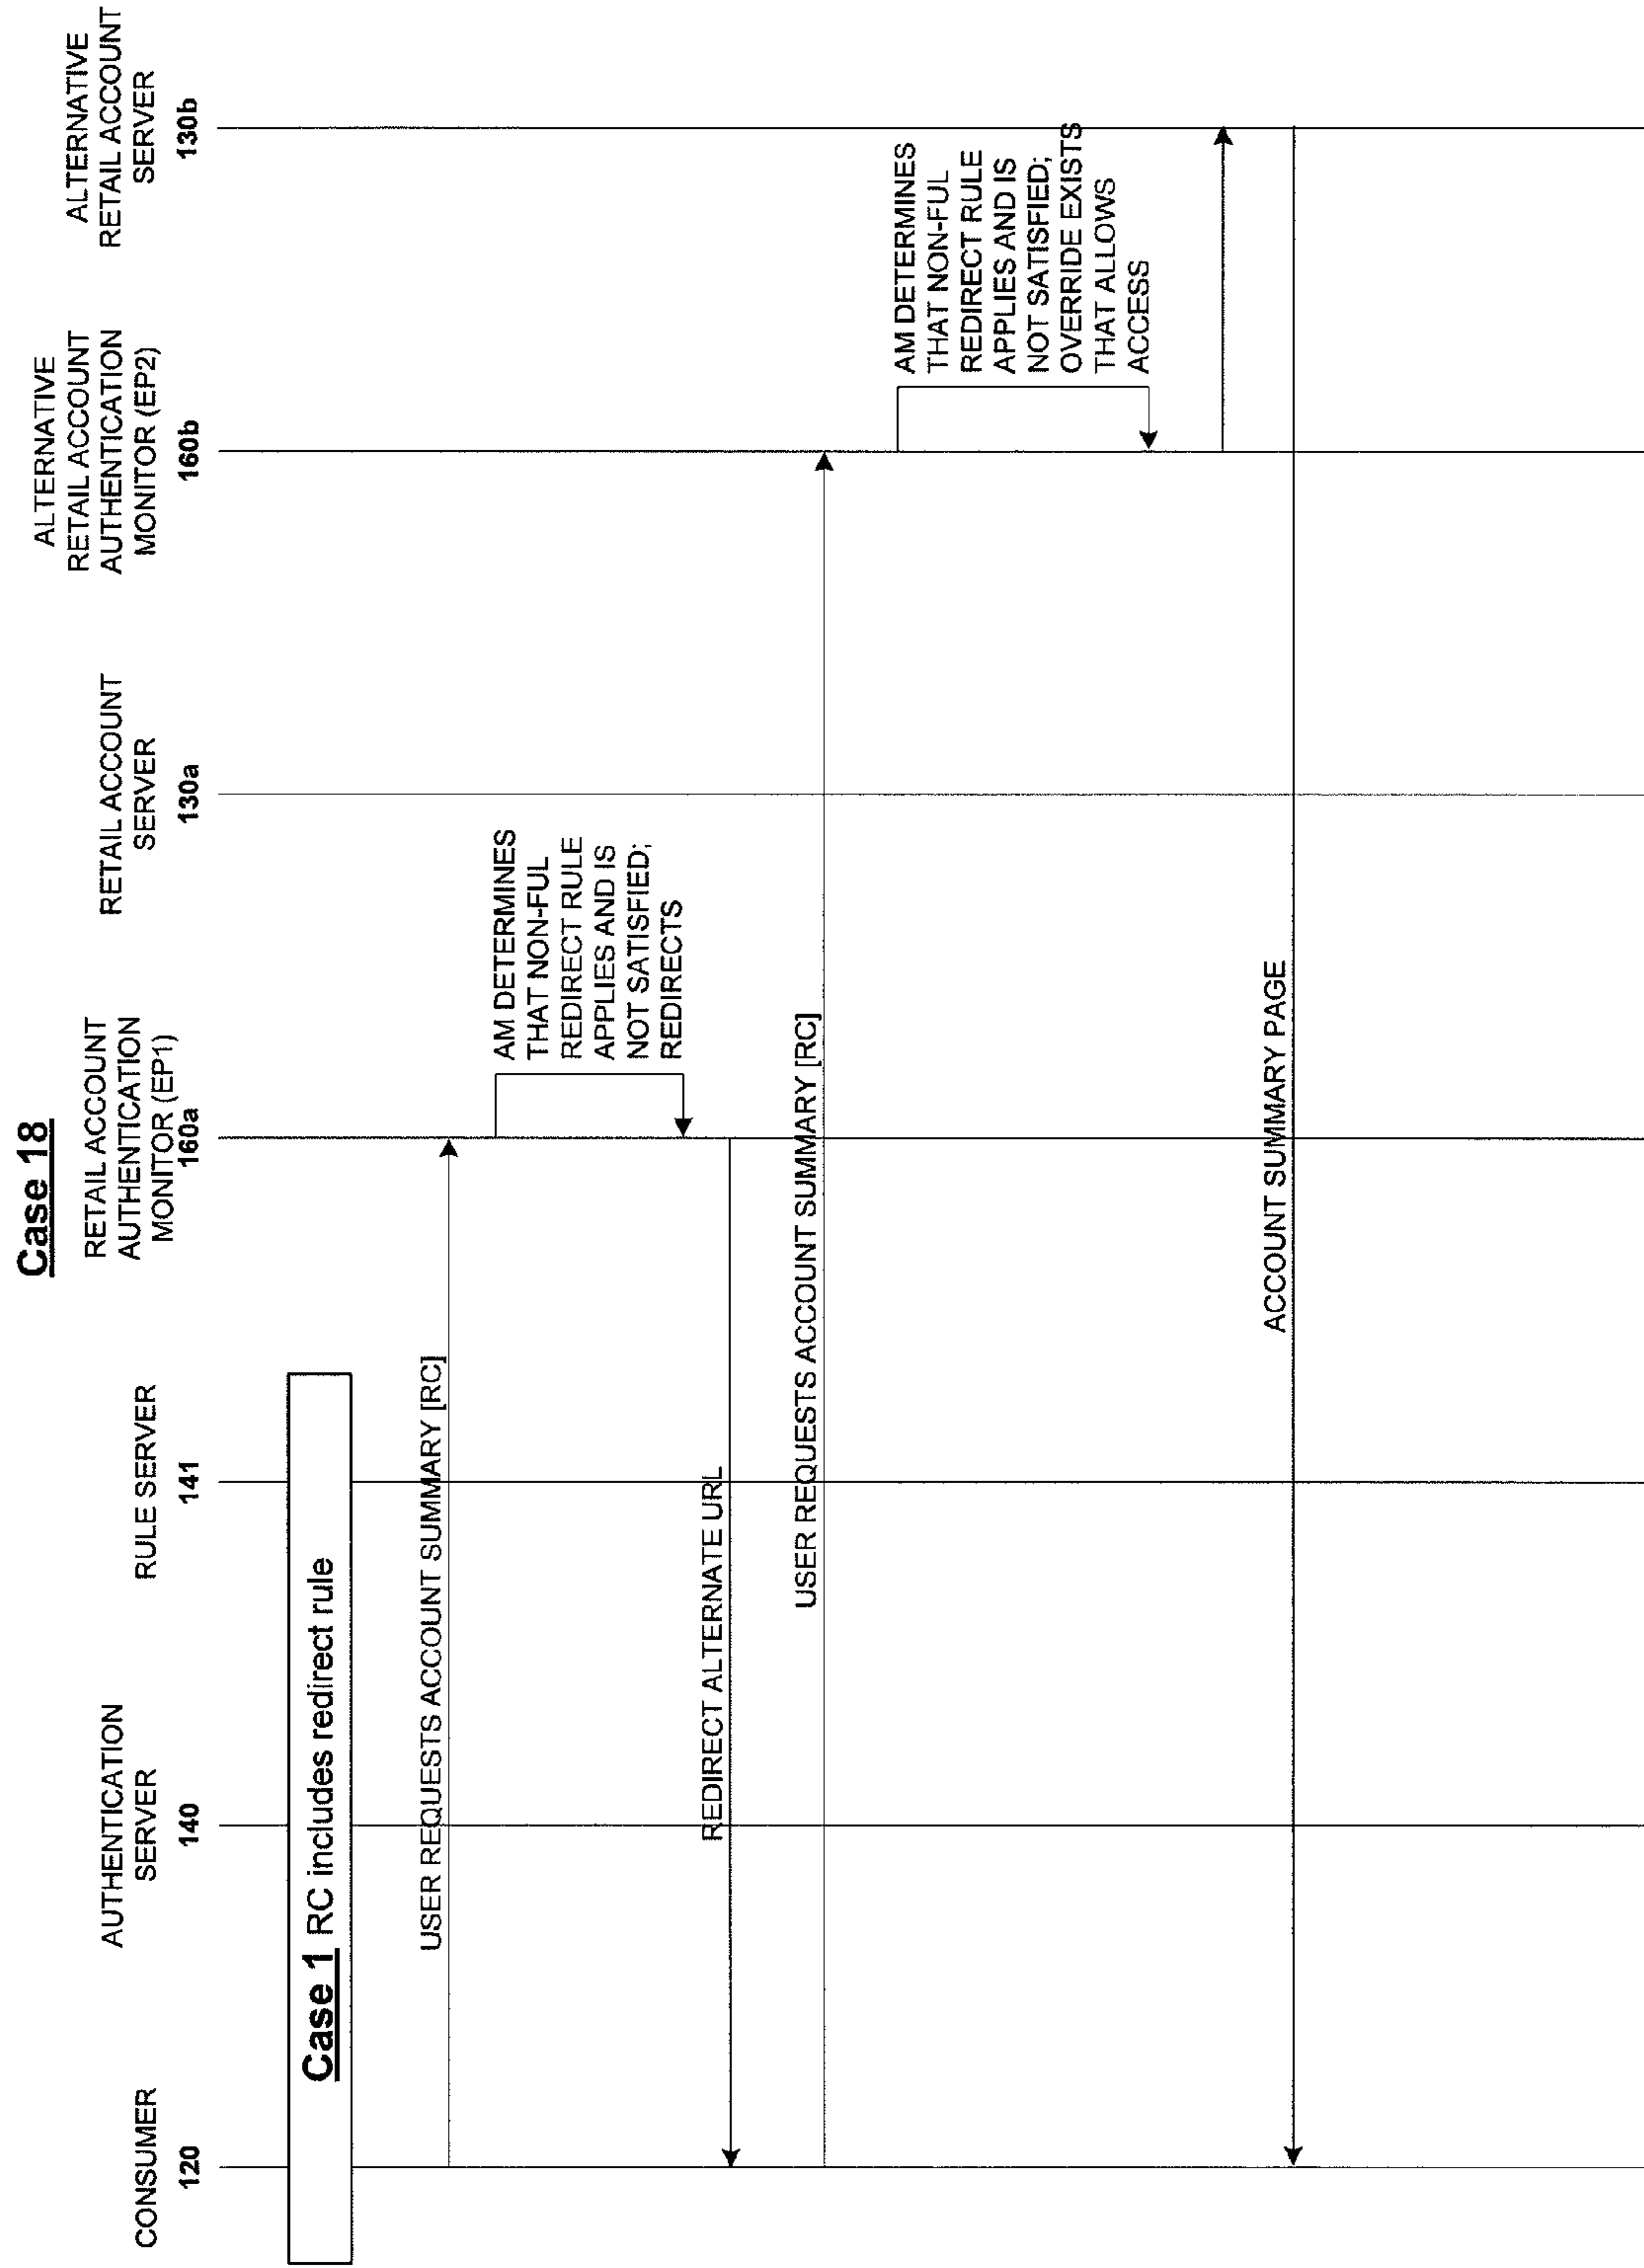 Case 18
CONSUMER
120
AUTHENTICATION
SERVER
140
RULE SERVER
141
RETAIL ACCOUNT
AUTHENTICATION
MONITOR (EP1)
160a
RETAIL ACCOUNT
SERVER
130a
ALTERNATIVE
RETAIL ACCOUNT
AUTHENTICATION
MONITOR (EP2)
160b
ALTERNATIVE
RETAIL ACCOUNT
SERVER
130b
Case 1 RC includes redirect rule
USER REQUESTS ACCOUNT SUMMARY [RC]
AM DETERMINES
THAT NON-FUL
REDIRECT RULE
APPLIES AND IS
NOT SATISFIED;
REDIRECTS
REDIRECT ALTERNATE URL
USER REQUESTS ACCOUNT SUMMARY [RC]
AM DETERMINES
THAT NON-FUL
REDIRECT RULE
APPLIES AND IS
NOT SATISFIED;
OVERRIDE EXISTS
THAT ALLOWS
ACCESS
ACCOUNT SUMMARY PAGE